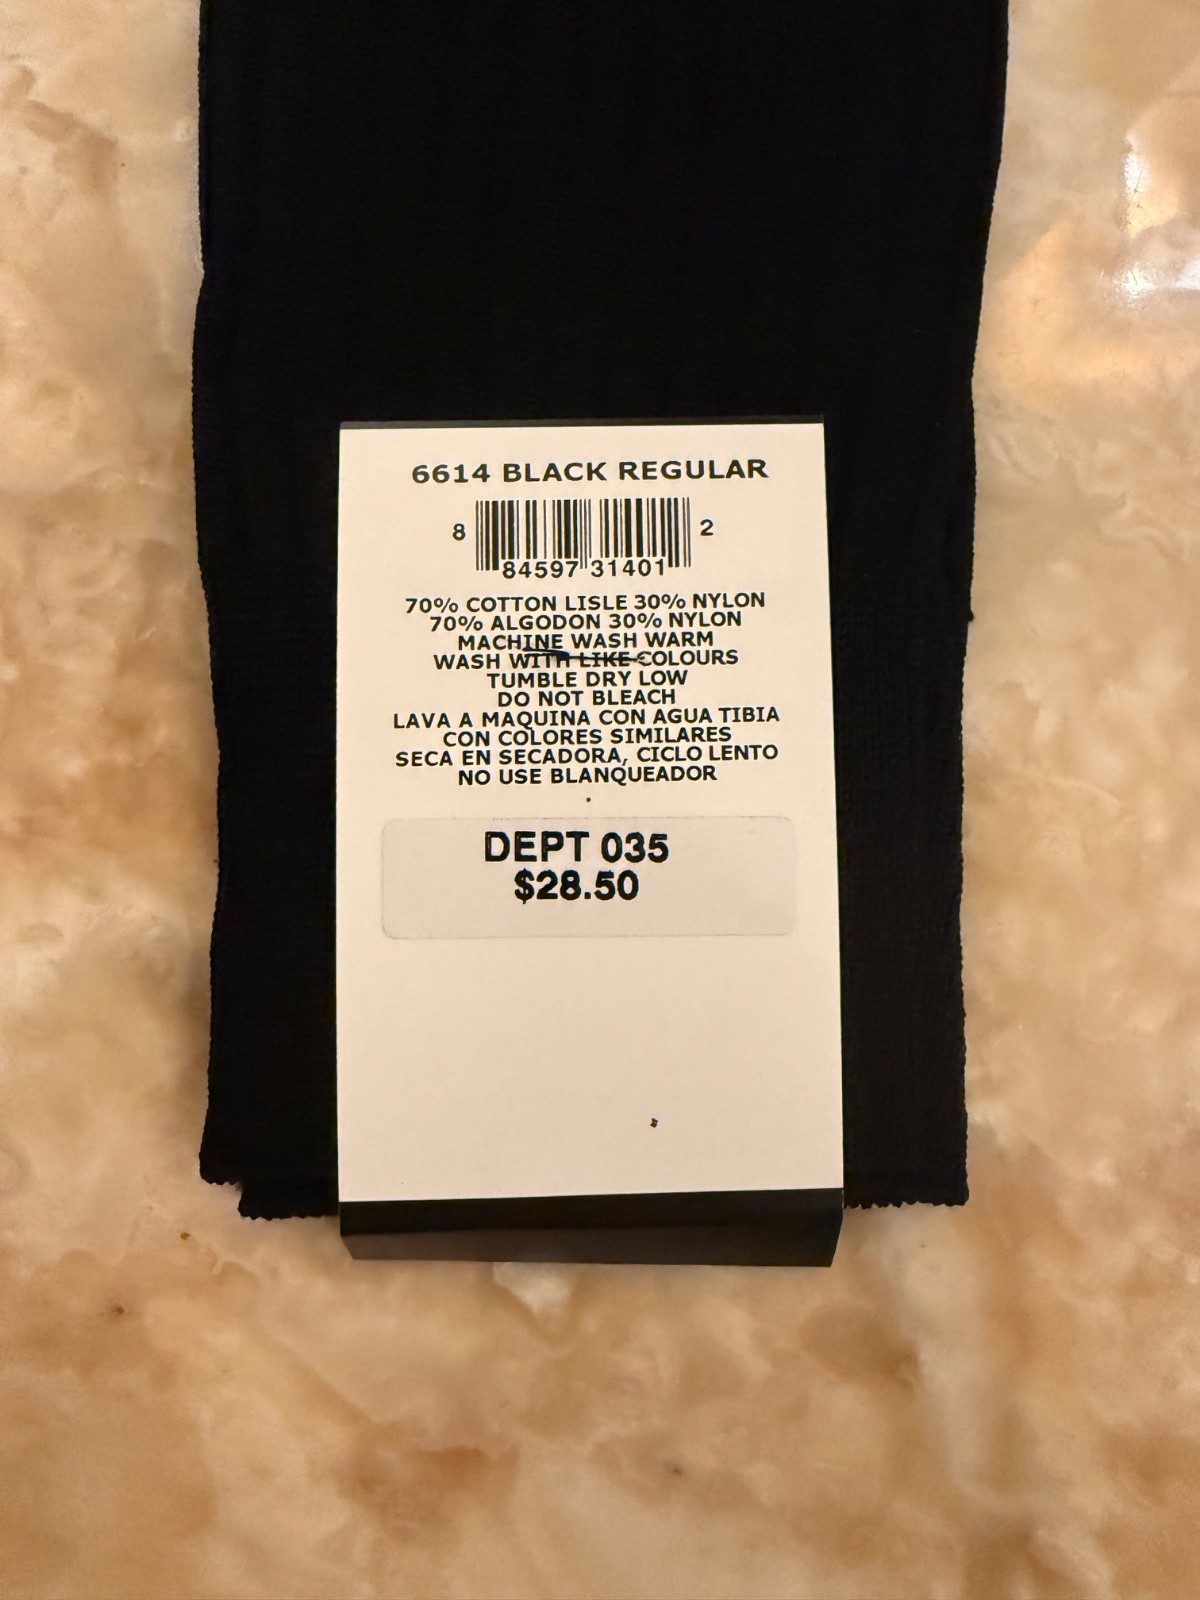 6614 BLACK REGULAR
8 84597 31401 2
70% COTTON LISLE 30% NYLON
70% ALGODON 30% NYLON
MACHINE WASH WARM
WASH WITH LIKE COLOURS
TUMBLE DRY LOW
DO NOT BLEACH
LAVA A MAQUINA CON AGUA TIBIA
CON COLORES SIMILARES
SECA EN SECADORA, CICLO LENTO
NO USE BLANQUEADOR
DEPT 035
$28.50